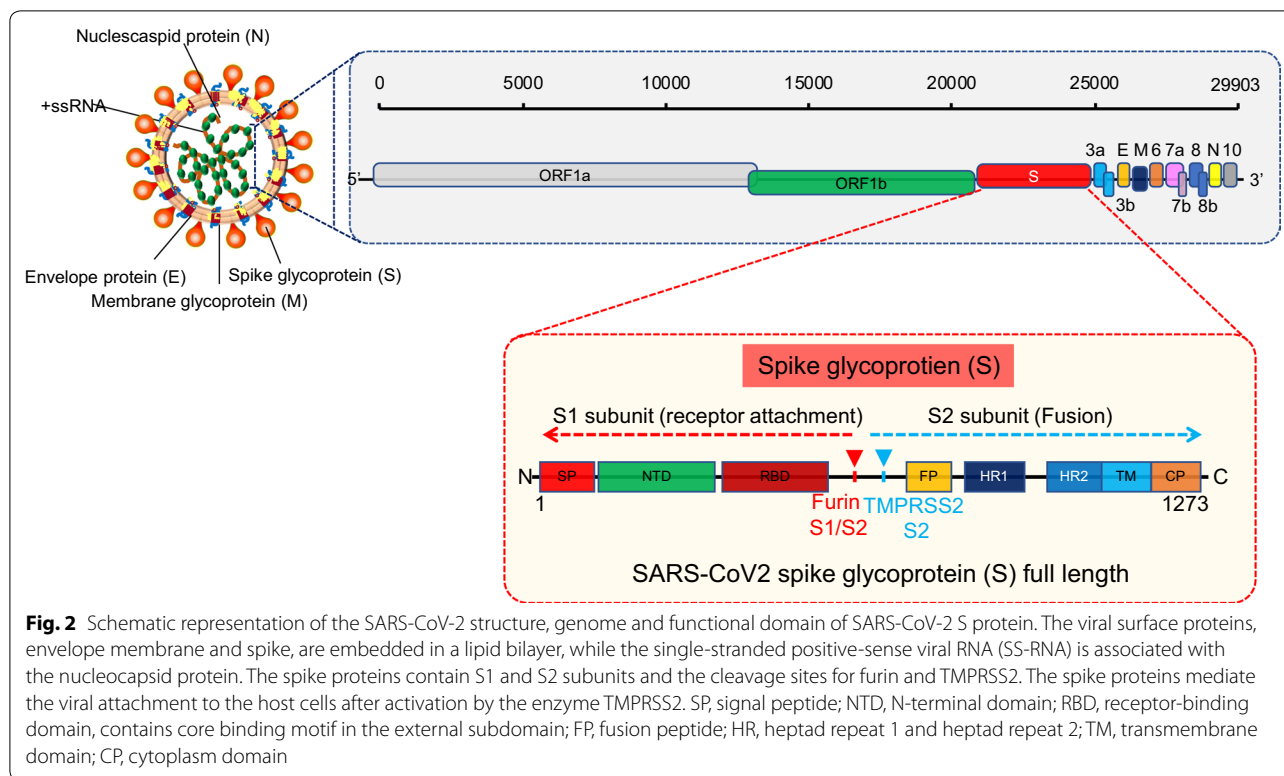 Nuclescaspid protein (N)
+ssRNA
Envelope protein (E)
Spike glycoprotein (S)
Membrane glycoprotein (M)
0 5000 10000 15000 20000 25000 29903
3a E M 6 7a 8 N 10
5' ORF1a ORF1b S 3'
3b 7b 8b
Spike glycoprotien (S)
S1 subunit (receptor attachment) S2 subunit (Fusion)
N SP NTD RBD FP HR1 HR2 TM CP C
1 Furin TMPRSS2 1273
S1/S2 S2
SARS-CoV2 spike glycoprotein (S) full length
Fig. 2 Schematic representation of the SARS-CoV-2 structure, genome and functional domain of SARS-CoV-2 S protein. The viral surface proteins,
envelope membrane and spike, are embedded in a lipid bilayer, while the single-stranded positive-sense viral RNA (SS-RNA) is associated with
the nucleocapsid protein. The spike proteins contain S1 and S2 subunits and the cleavage sites for furin and TMPRSS2. The spike proteins mediate
the viral attachment to the host cells after activation by the enzyme TMPRSS2. SP, signal peptide; NTD, N-terminal domain; RBD, receptor-binding
domain, contains core binding motif in the external subdomain; FP, fusion peptide; HR, heptad repeat 1 and heptad repeat 2; TM, transmembrane
domain; CP, cytoplasm domain